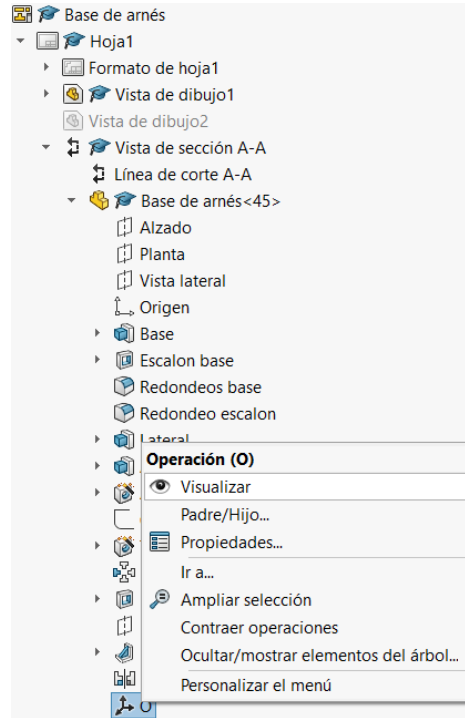 Base de arnés
Hoja1
Formato de hoja1
Vista de dibujo1
Vista de dibujo2
Vista de sección A-A
Línea de corte A-A
Base de arnés<45>
Alzado
Planta
Vista lateral
Origen
Base
Escalon base
Redondeos base
Redondeo escalon
Lateral
Operación (O)
Visualizar
Padre/Hijo...
Propiedades...
Ir a...
Ampliar selección
Contraer operaciones
Ocultar/mostrar elementos del árbol...
Personalizar el menú
O